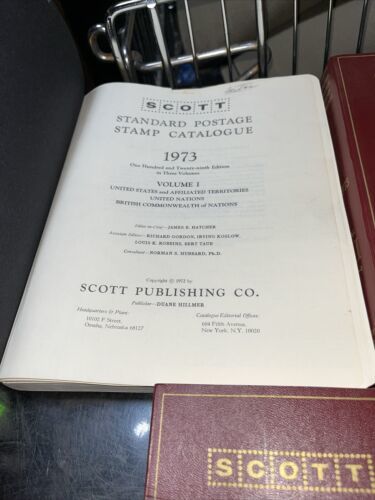 SCOTT
STANDARD POSTAGE
STAMP CATALOGUE
1973
One Hundred and Twenty-ninth Edition
in Three Volumes
VOLUME I
UNITED STATES and AFFILIATED TERRITORIES
UNITED NATIONS
BRITISH COMMONWEALTH of NATIONS
Editor-in-Chief - JAMES B. HATCHER
Associate Editors - RICHARD GORDON, IRVING KOSLOW,
LOUIS K. ROBBINS, BERT TAUB
Consultant - NORMAN S. HUBBARD, Ph.D.
Copyright © 1972 by
SCOTT PUBLISHING CO.
Publisher - DUANE HILLMER
Headquarters & Plant:
10102 F Street,
Omaha, Nebraska 68127
Catalogue Editorial Offices:
604 Fifth Avenue,
New York, N.Y. 10020
SCOTT